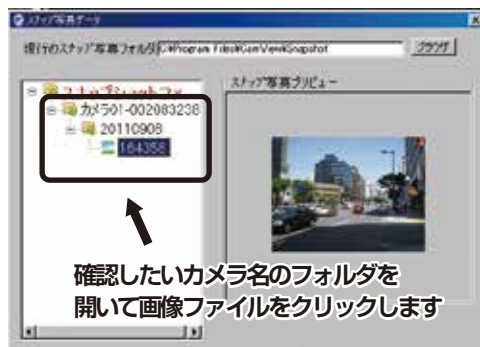 スナップ写真データ
現行のスナップ写真フォルダ C:\Program Files\CamView\Snapshot ブラウザ
スナップ写真プレビュー
カメラ01-002083238
20110908
164358
確認したいカメラ名のフォルダを
開いて画像ファイルをクリックします